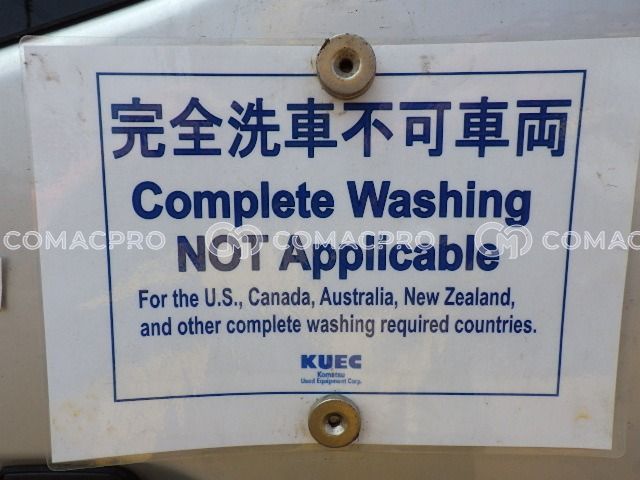 完全洗車不可車両
Complete Washing
NOT Applicable
COMACPRO COMACPRO COMACPRO
For the U.S., Canada, Australia, New Zealand,
and other complete washing required countries.
KUEC
Komatsu
Used Equipment Corp.